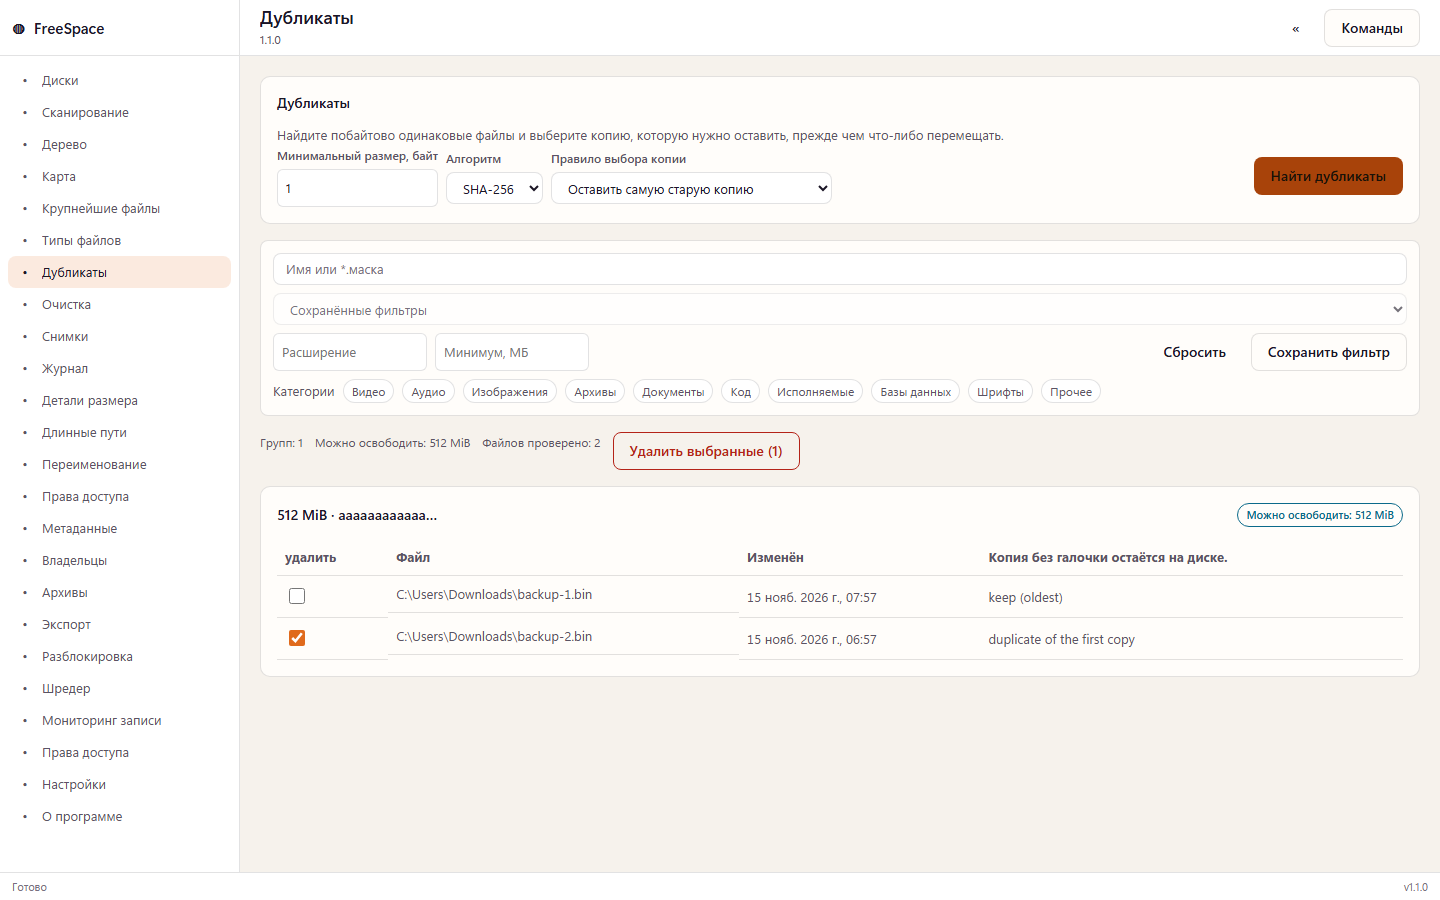 FreeSpace
Дубликаты
1.1.0
«
Команды
• Диски
• Сканирование
• Дерево
• Карта
• Крупнейшие файлы
• Типы файлов
• Дубликаты
• Очистка
• Снимки
• Журнал
• Детали размера
• Длинные пути
• Переименование
• Права доступа
• Метаданные
• Владельцы
• Архивы
• Экспорт
• Разблокировка
• Шредер
• Мониторинг записи
• Права доступа
• Настройки
• О программе
Дубликаты
Найдите побайтово одинаковые файлы и выберите копию, которую нужно оставить, прежде чем что-либо перемещать.
Минимальный размер, байт Алгоритм Правило выбора копии
1 SHA-256 Оставить самую старую копию Найти дубликаты
Имя или *.маска
Сохранённые фильтры
Расширение Минимум, МБ Сбросить Сохранить фильтр
Категории Видео Аудио Изображения Архивы Документы Код Исполняемые Базы данных Шрифты Прочее
Групп: 1 Можно освободить: 512 MiB Файлов проверено: 2 Удалить выбранные (1)
512 MiB · aaaaaaaaaaaa… Можно освободить: 512 MiB
удалить Файл Изменён Копия без галочки остаётся на диске.
C:\Users\Downloads\backup-1.bin 15 нояб. 2026 г., 07:57 keep (oldest)
C:\Users\Downloads\backup-2.bin 15 нояб. 2026 г., 06:57 duplicate of the first copy
Готово v1.1.0